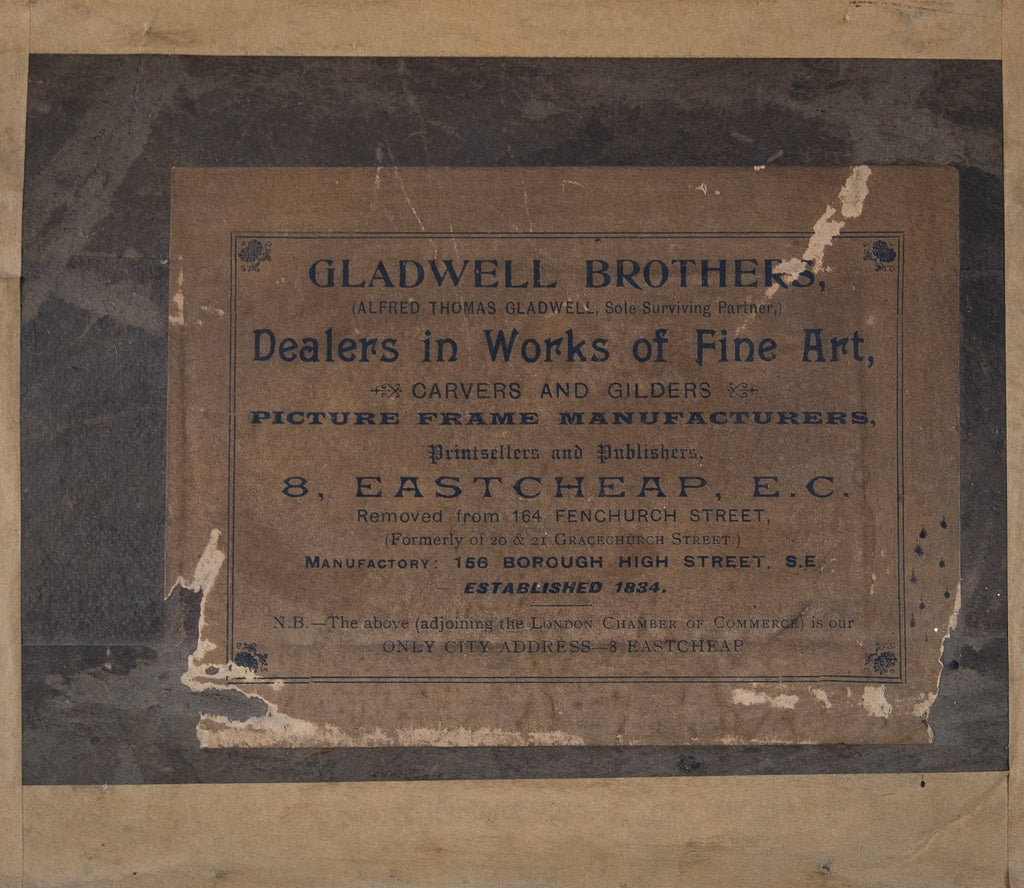 GLADWELL BROTHERS,
(ALFRED THOMAS GLADWELL, Sole Surviving Partner,)
Dealers in Works of Fine Art,
CARVERS AND GILDERS
PICTURE FRAME MANUFACTURERS,
Printsellers and Publishers,
8, EASTCHEAP, E.C.
Removed from 164 FENCHURCH STREET,
(Formerly of 20 & 21 GRACECHURCH STREET.)
MANUFACTORY: 156 BOROUGH HIGH STREET, S.E.
ESTABLISHED 1834.
N.B.—The above (adjoining the LONDON CHAMBER OF COMMERCE) is our
ONLY CITY ADDRESS—8 EASTCHEAP